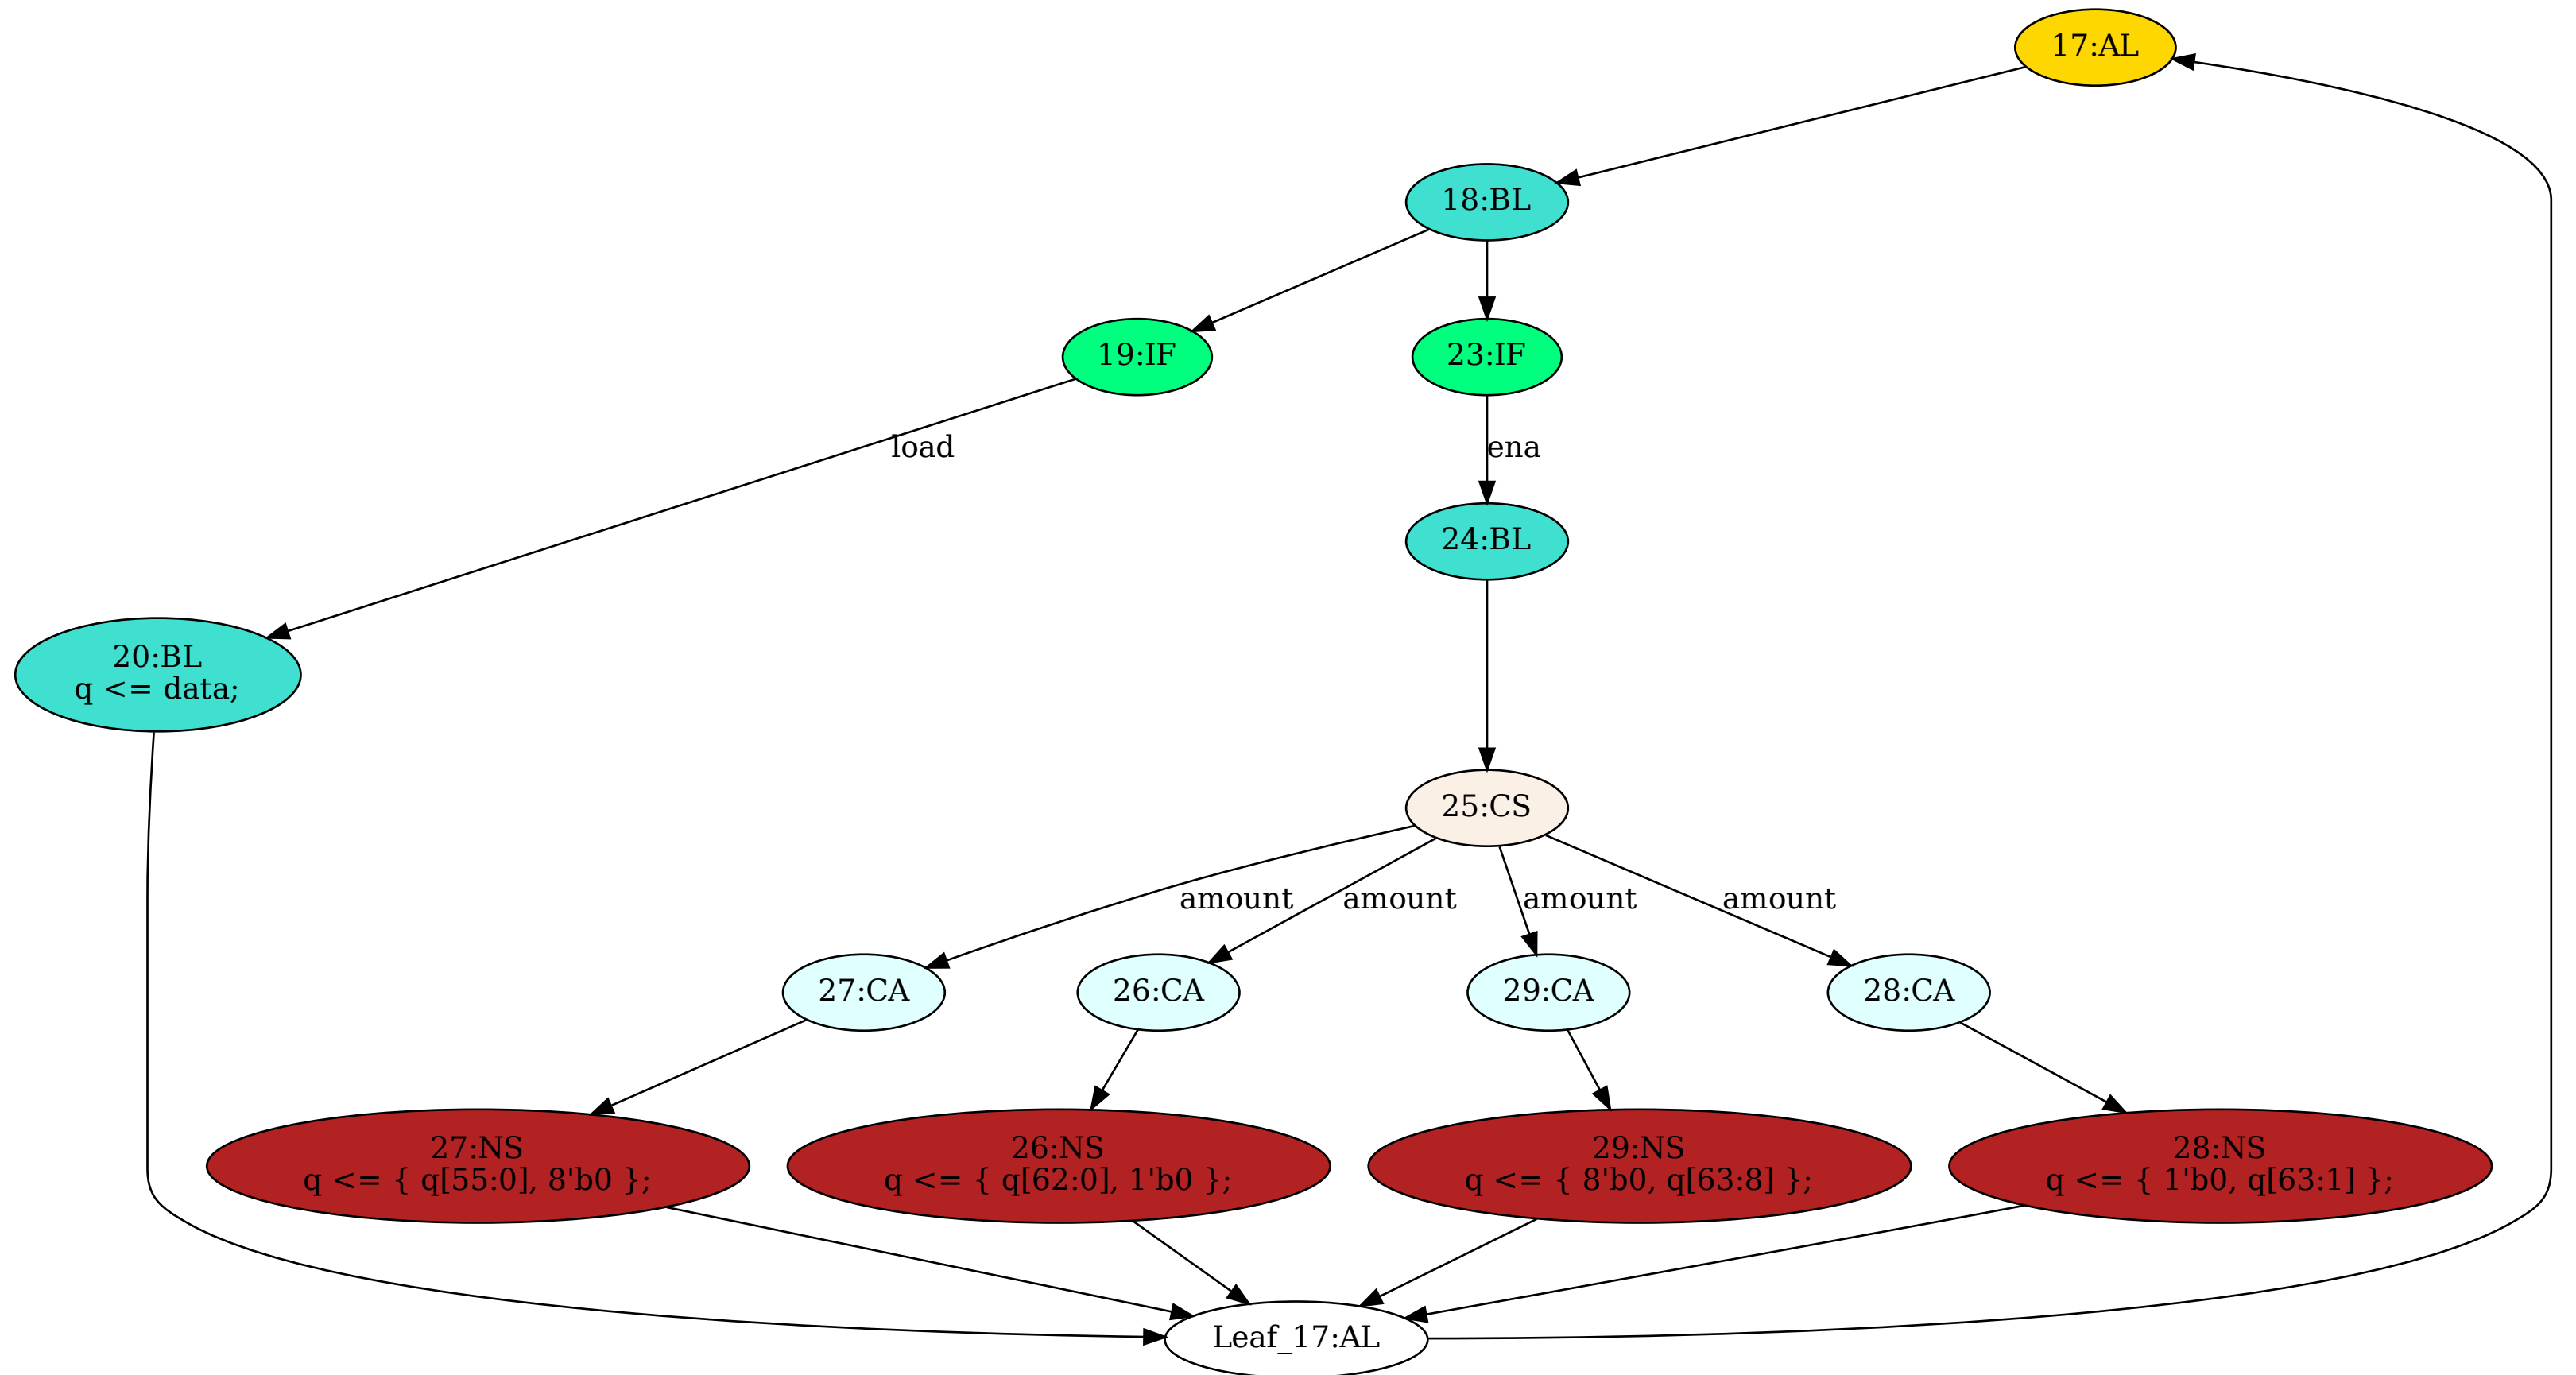 17:AL
18:BL
19:IF
23:IF
load
ena
24:BL
20:BL
q <= data;
25:CS
amount
amount
amount
amount
27:CA
26:CA
29:CA
28:CA
27:NS
q <= { q[55:0], 8'b0 };
26:NS
q <= { q[62:0], 1'b0 };
29:NS
q <= { 8'b0, q[63:8] };
28:NS
q <= { 1'b0, q[63:1] };
Leaf_17:AL